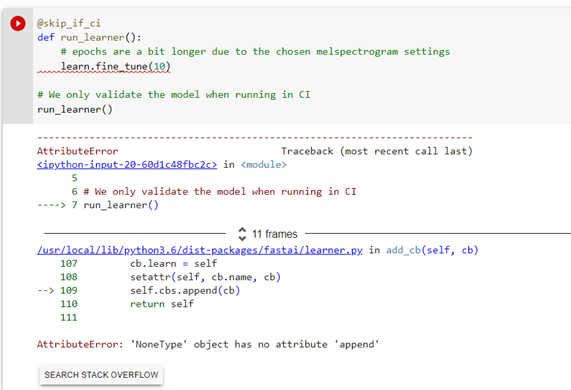 @skip_if_ci
def run_learner():
    # epochs are a bit longer due to the chosen melspectrogram settings
    learn.fine_tune(10)
# We only validate the model when running in CI
run_learner()
---------------------------------------------------------------------------
AttributeError                            Traceback (most recent call last)
<ipython-input-20-60d1c48fbc2c> in <module>
      5
      6 # We only validate the model when running in CI
----> 7 run_learner()
11 frames
/usr/local/lib/python3.6/dist-packages/fastai/learner.py in add_cb(self, cb)
    107         cb.learn = self
    108         setattr(self, cb.name, cb)
--> 109         self.cbs.append(cb)
    110         return self
    111
AttributeError: 'NoneType' object has no attribute 'append'
SEARCH STACK OVERFLOW